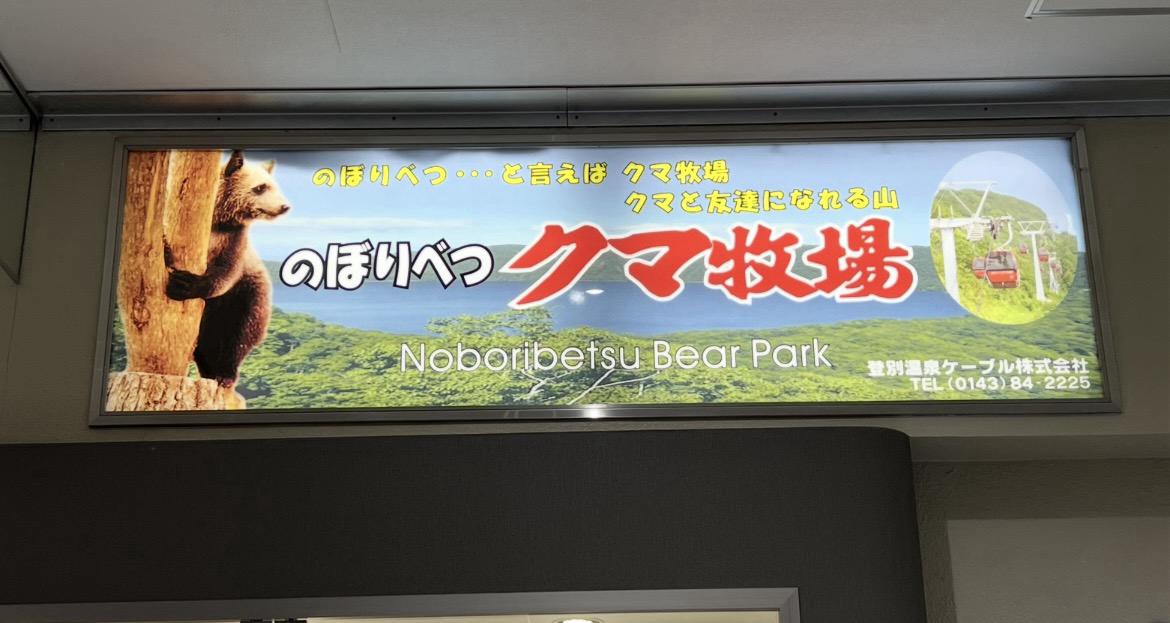 のぼりべつ･･･と言えば クマ牧場
クマと友達になれる山
のぼりべつ クマ牧場
Noboribetsu Bear Park
登別温泉ケーブル株式会社
TEL (0143) 84-2225